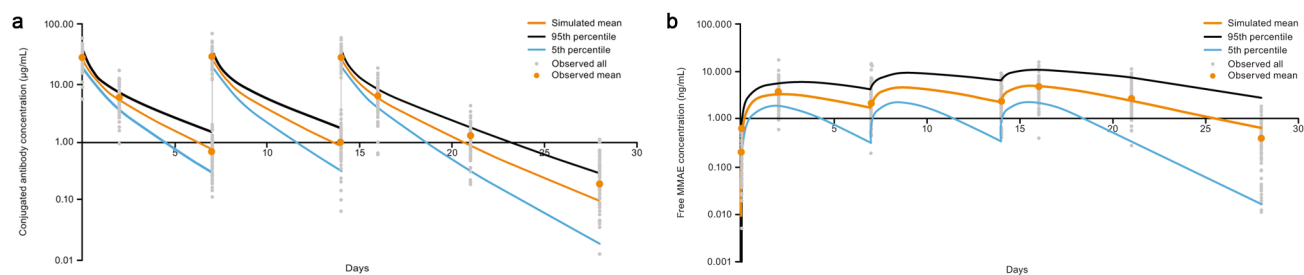 a
100.00
10.00
1.00
0.10
0.01
Conjugated antibody concentration (µg/mL)
5
10
15
20
25
30
Days
Simulated mean
95th percentile
5th percentile
Observed all
Observed mean
b
100.000
10.000
1.000
0.100
0.010
0.001
Free MMAE concentration (ng/mL)
5
10
15
20
25
30
Days
Simulated mean
95th percentile
5th percentile
Observed all
Observed mean